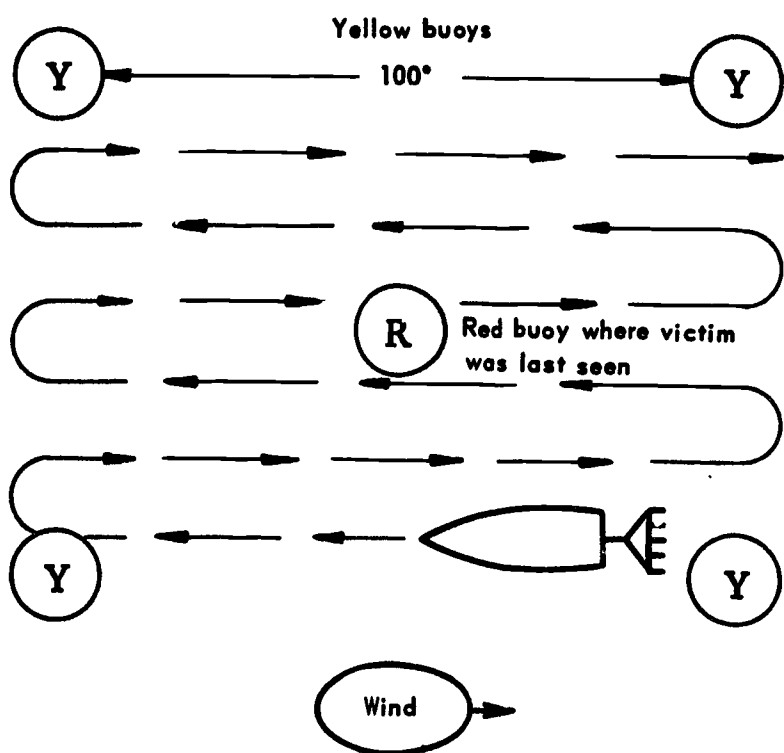 Yellow buoys
Y
100°
Y
R
Red buoy where victim
was last seen
Y
Y
Wind